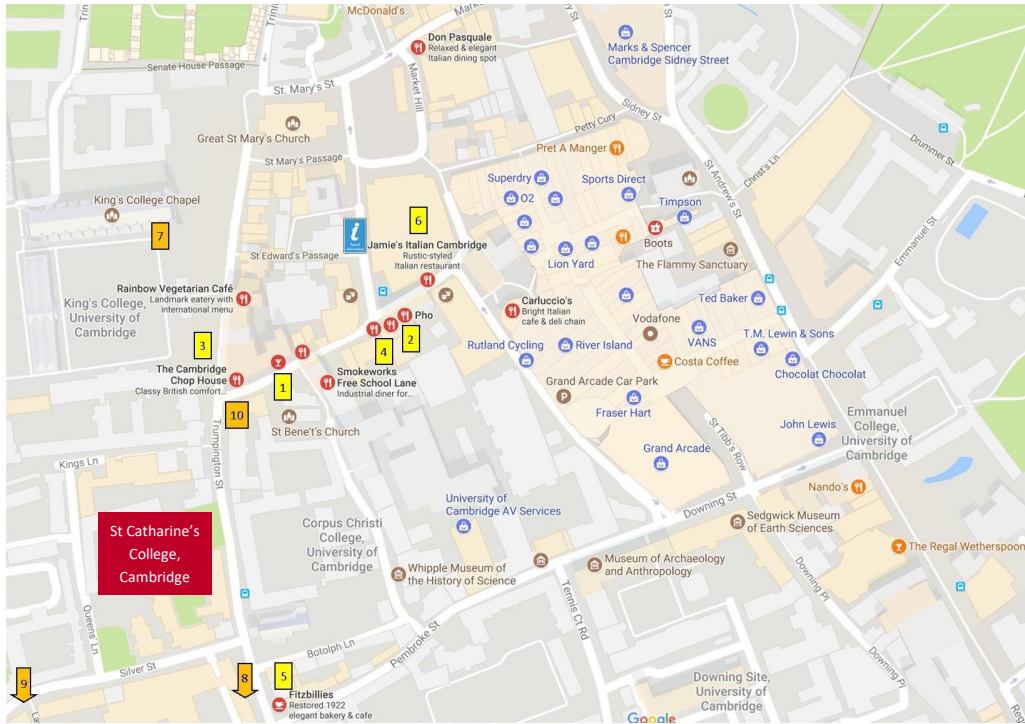 McDonald's
Trin
Trin
Senate House Passage
St. Mary's St
Don Pasquale
Relaxed & elegant
Italian dining spot
Market Hill
Sidney St
Marks & Spencer
Cambridge Sidney Street
Sidney St
Great St Mary's Church
St Mary's Passage
Petty Cury
Pret A Manger
St Andrew's St
Christ's Ln
Drummer St
King's College Chapel
7
Superdry
O2
Sports Direct
Timpson
6
i
Jamie's Italian Cambridge
Rustic-styled
Italian restaurant
St Edward's Passage
Lion Yard
Boots
The Flammy Sanctuary
Emmanuel St
Rainbow Vegetarian Café
Landmark eatery with
international menu
King's College,
University of
Cambridge
Carluccio's
Bright Italian
cafe & deli chain
Ted Baker
Pho
Vodafone
VANS
T.M. Lewin & Sons
3
4
2
Rutland Cycling
River Island
Costa Coffee
Chocolat Chocolat
The Cambridge
Chop House
Classy British comfort...
1
Smokeworks
Free School Lane
Industrial diner for...
Grand Arcade Car Park
P
Fraser Hart
10
St Bene't's Church
Trumpington St
St Tibb's Row
John Lewis
Emmanuel
College,
University of
Cambridge
Kings Ln
Grand Arcade
Nando's
St Catharine's
College,
Cambridge
Corpus Christi
College,
University of
Cambridge
University of
Cambridge AV Services
Downing St
Sedgwick Museum
of Earth Sciences
The Regal Wetherspoon
Whipple Museum of
the History of Science
Museum of Archaeology
and Anthropology
Queens' Ln
Tennis Ct Rd
Downing Pl
Downing Pl
Silver St
Botolph Ln
Pembroke St
9
8
5
Fitzbillies
Restored 1922
elegant bakery & cafe
Downing Site,
University of
Cambridge
Google